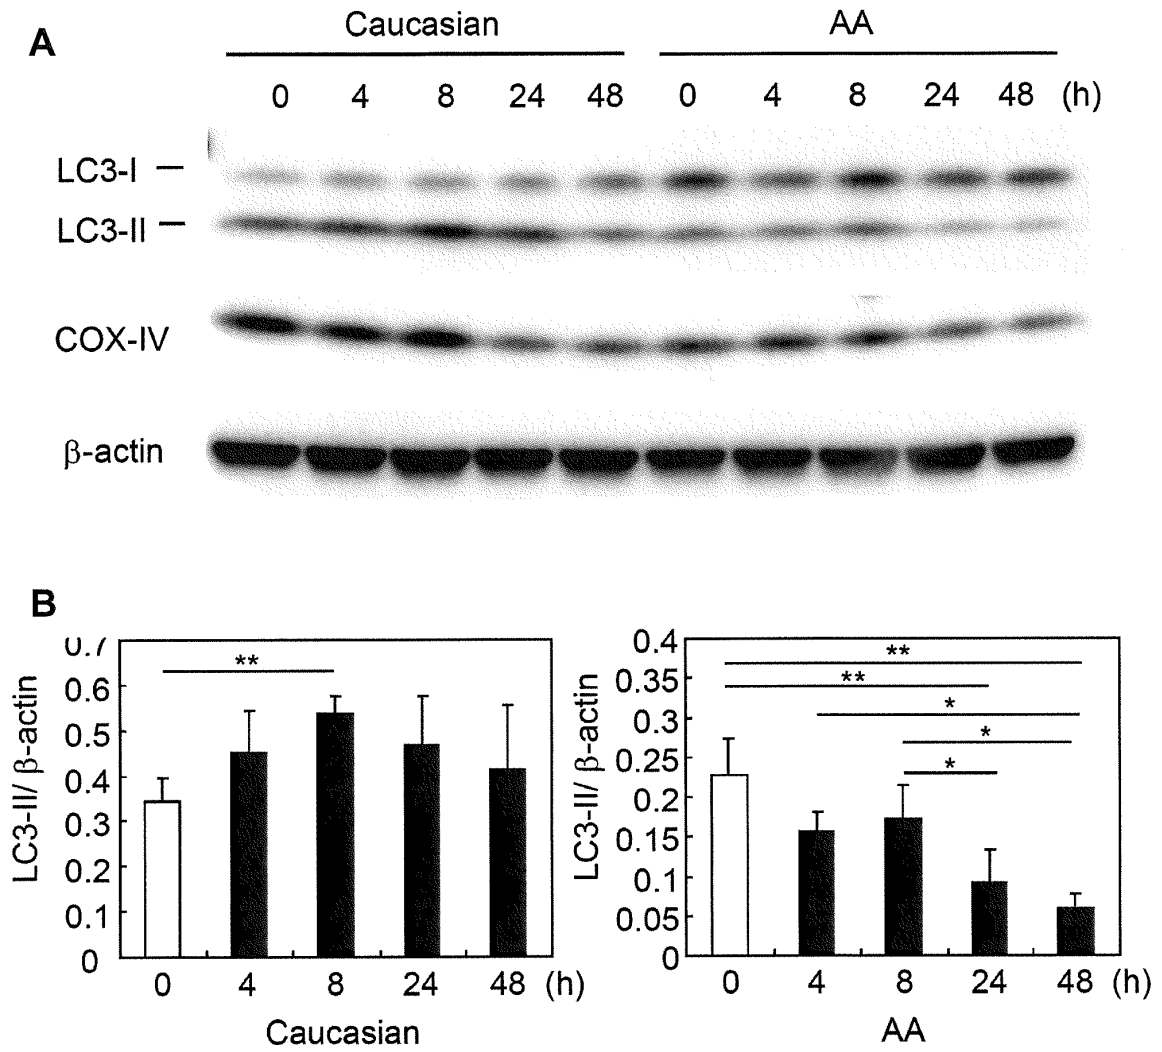 A
Caucasian AA
0 4 8 24 48 0 4 8 24 48 (h)
LC3-I
LC3-II
COX-IV
β-actin
B
LC3-II/ β-actin
0.7
0.6
0.5
0.4
0.3
0.2
0.1
0
**
0 4 8 24 48 (h)
Caucasian
LC3-II/ β-actin
0.4
0.35
0.3
0.25
0.2
0.15
0.1
0.05
0
**
**
*
*
*
0 4 8 24 48 (h)
AA